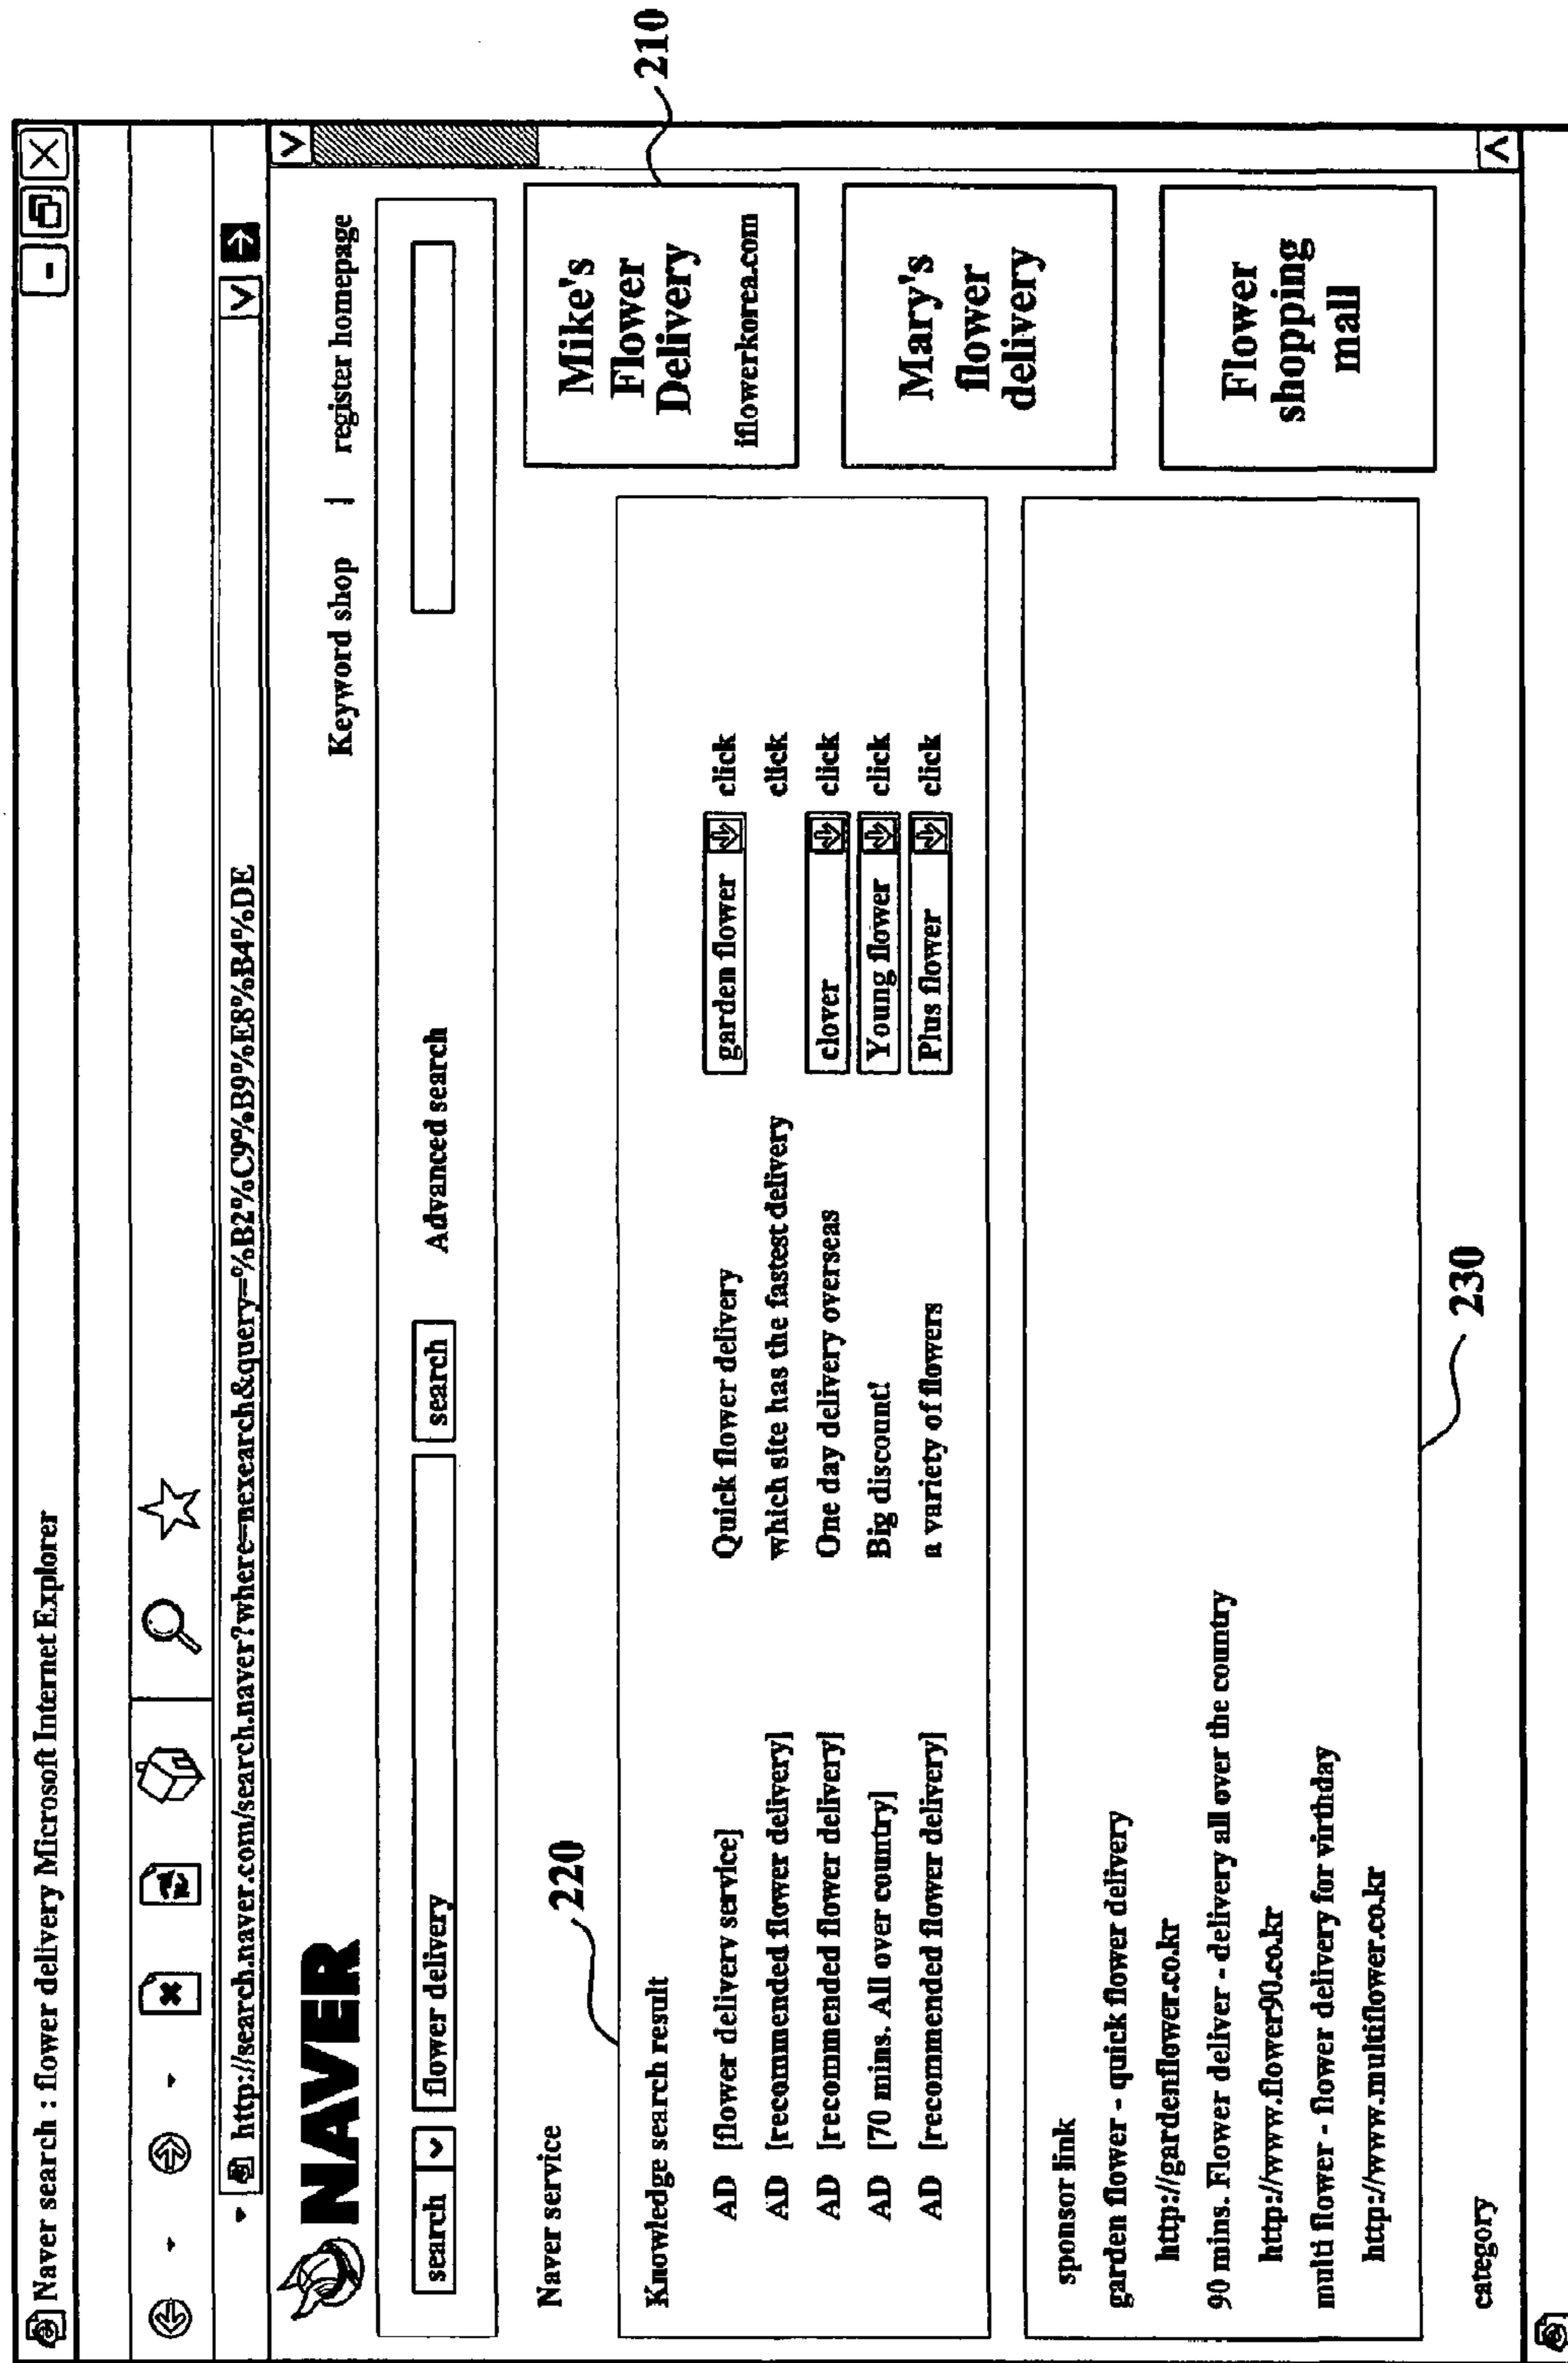 Naver search : flower delivery Microsoft Internet Explorer
http://search.naver.com/search.naver?where=nexearch&query=%B2%C9%B9%E8%B4%DE
NAVER
Keyword shop | register homepage
search flower delivery search Advanced search
Naver service
220
Knowledge search result
AD [flower delivery service] Quick flower delivery garden flower click
AD [recommended flower delivery] which site has the fastest delivery click
AD [recommended flower delivery] One day delivery overseas clover click
AD [70 mins. All over country] Big discount! Young flower click
AD [recommended flower delivery] a variety of flowers Plus flower click
sponsor link
garden flower - quick flower delivery
http://gardenflower.co.kr
90 mins. Flower deliver - delivery all over the country
http://www.flower90.co.kr
multi flower - flower delivery for virthday
http://www.multiflower.co.kr
230
category
Mike's
Flower
Delivery
iflowerkorea.com
210
Mary's
flower
delivery
Flower
shopping
mall